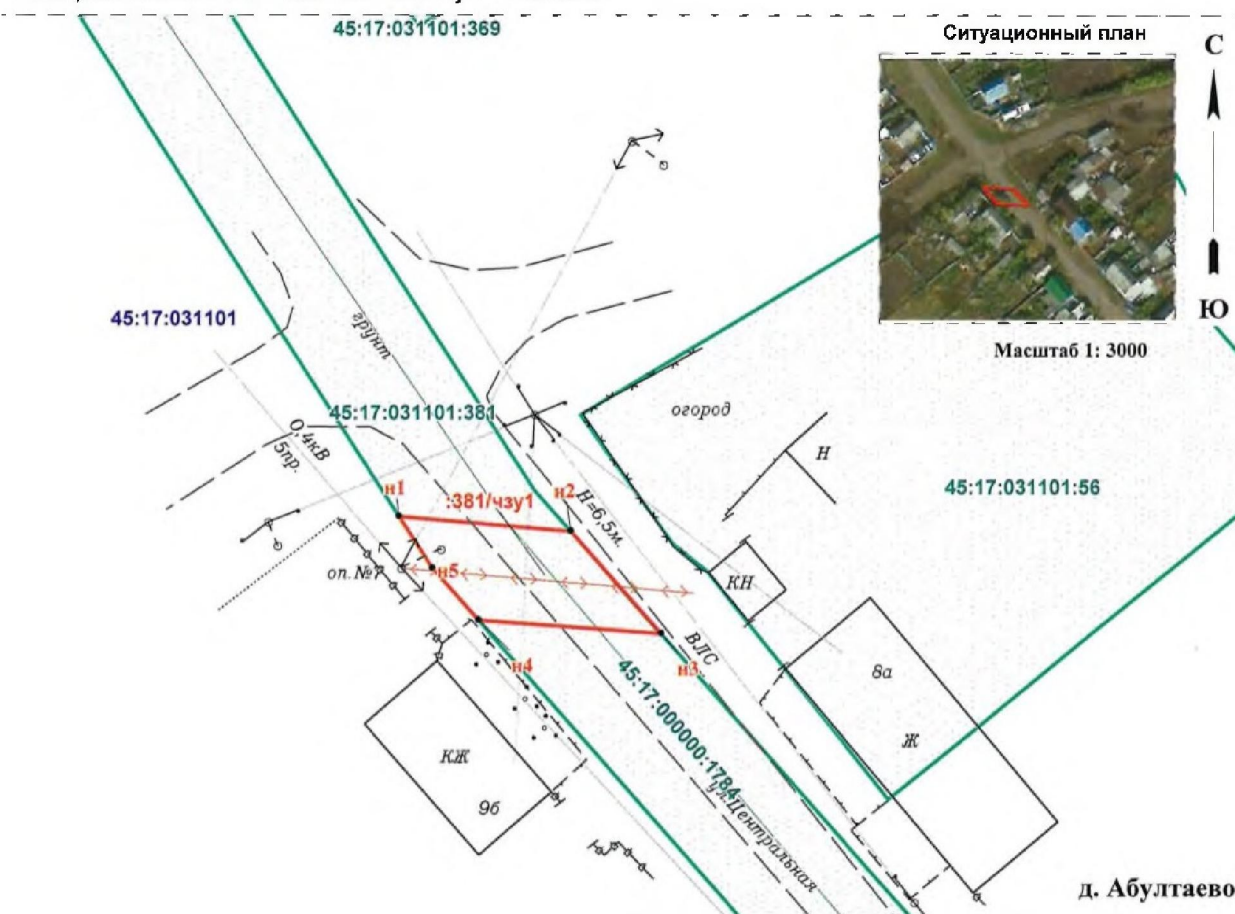 45:17:031101:369
Ситуационный план
С
Ю
Масштаб 1: 3000
45:17:031101
грунт
45:17:031101:381
0,4кВ
5пр.
огород
Н
45:17:031101:56
н1
:381/чзу1
н2
Н=6,5м.
оп.№7
н5
КН
н4
ВЛС
н3
8а
Ж
45:17:000000:1784
КЖ
9б
ул.Центральная
д. Абултаево